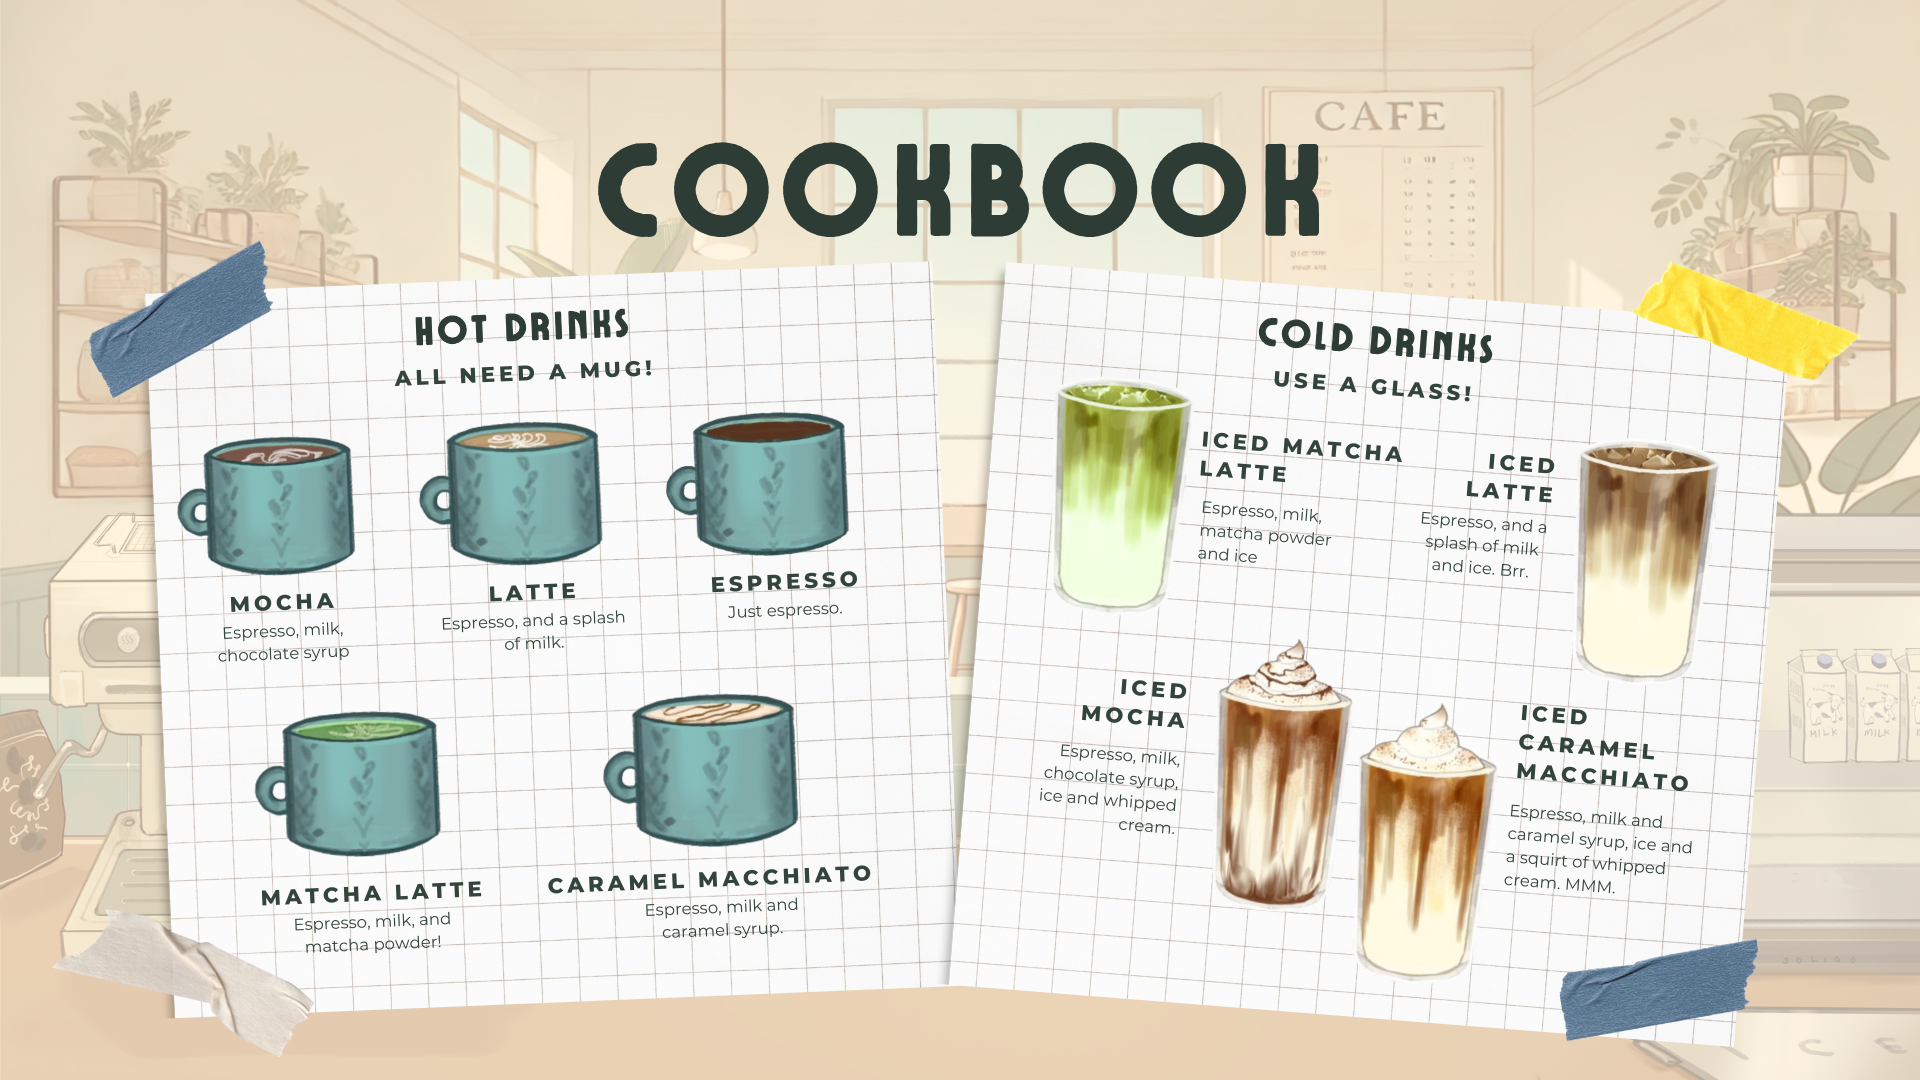 CAFE
COOKBOOK
HOT DRINKS
ALL NEED A MUG!
MOCHA
Espresso, milk,
chocolate syrup
LATTE
Espresso, and a splash
of milk.
ESPRESSO
Just espresso.
MATCHA LATTE
Espresso, milk, and
matcha powder!
CARAMEL MACCHIATO
Espresso, milk and
caramel syrup.
COLD DRINKS
USE A GLASS!
ICED MATCHA
LATTE
Espresso, milk,
matcha powder
and ice
ICED
LATTE
Espresso, and a
splash of milk
and ice. Brr.
ICED
MOCHA
Espresso, milk,
chocolate syrup,
ice and whipped
cream.
ICED
CARAMEL
MACCHIATO
Espresso, milk and
caramel syrup, ice and
a squirt of whipped
cream. MMM.
MILK
MILK